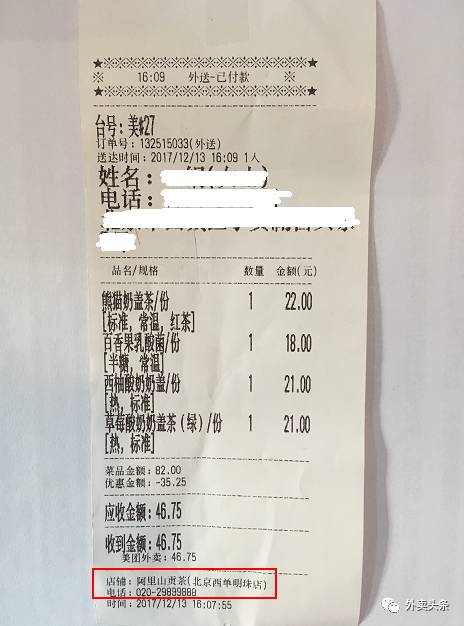 16:09 外送-已付款
台号:美#27
订单号:132515033(外送)
送达时间:2017/12/13 16:09 1人
姓名:
电话:
品名/规格 数量 金额(元)
熊猫奶盖茶/份 1 22.00
[标准,常温,红茶]
百香果乳酸菌/份 1 18.00
[半糖,常温]
西柚酸奶奶盖/份 1 21.00
[热,标准]
草莓酸奶奶盖茶(绿)/份 1 21.00
[热,标准]
菜品金额:82.00
优惠金额:-35.25
应收金额:46.75
收到金额:46.75
美团外卖:46.75
店铺:阿里山贡茶(北京西单明珠店)
电话:020-29899888
时间:2017/12/13 16:07:55
外卖头条